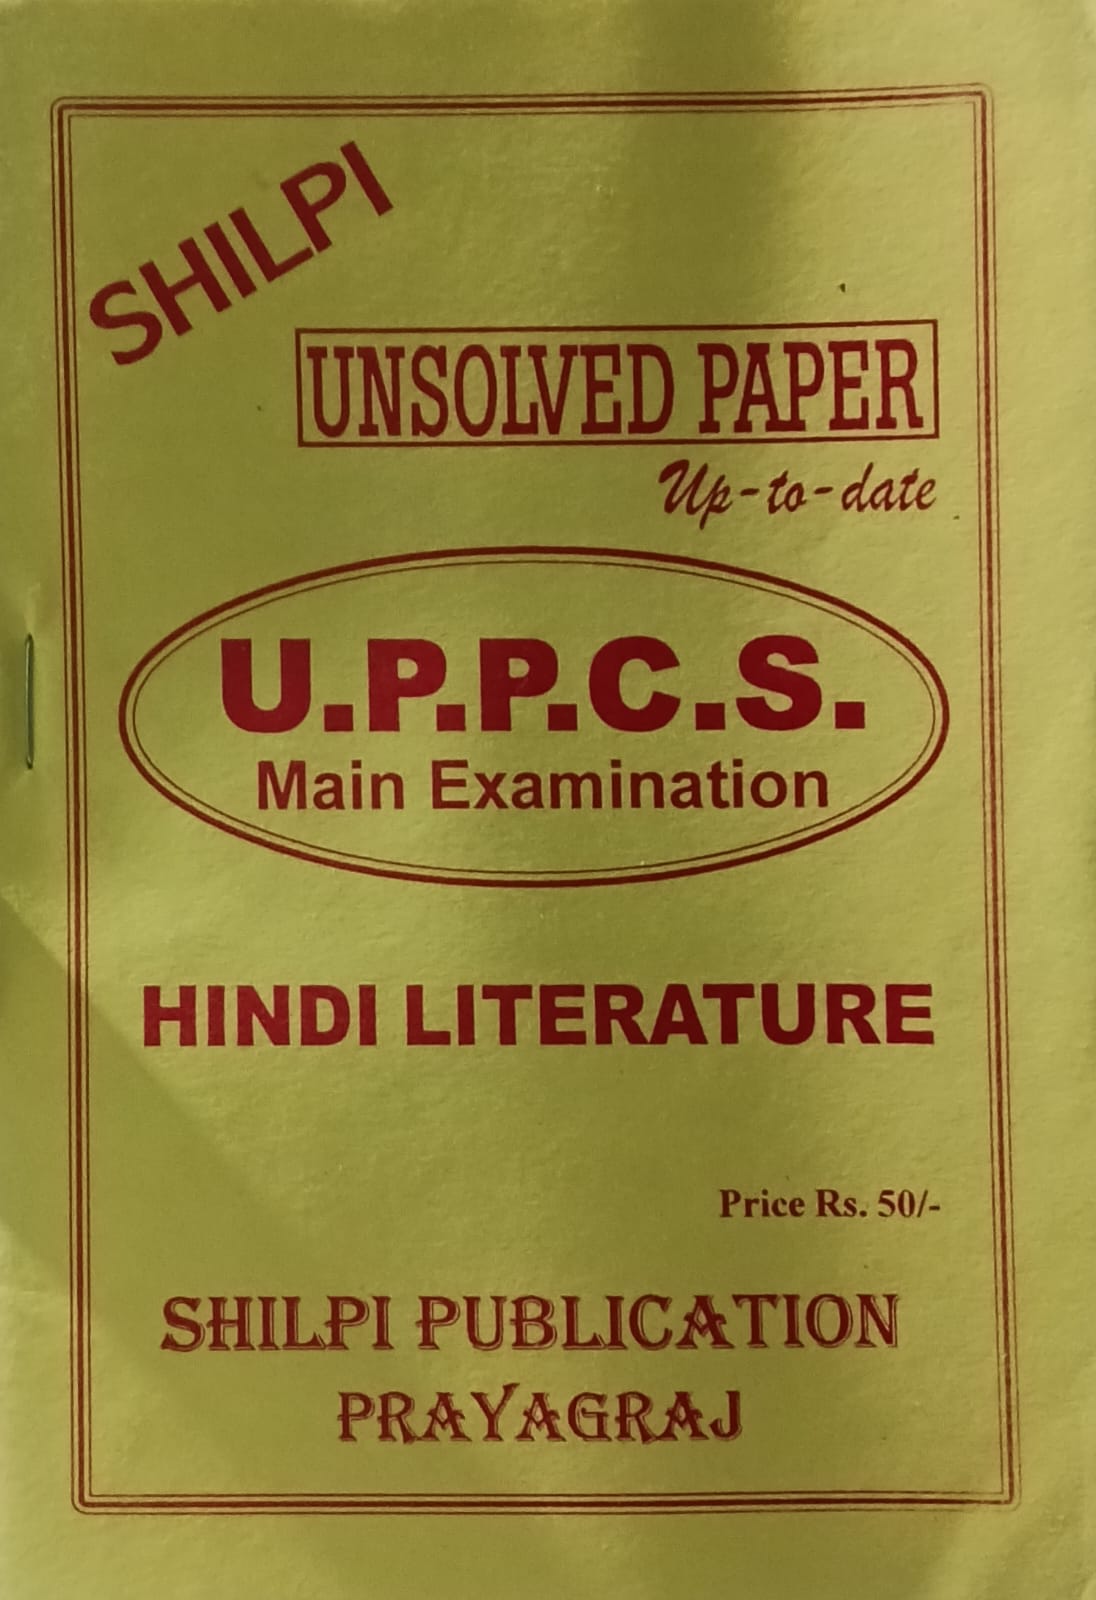 SHILPI
UNSOLVED PAPER
Up-to-date
U.P.P.C.S.
Main Examination
HINDI LITERATURE
Price Rs. 50/-
SHILPI PUBLICATION
PRAYAGRAJ